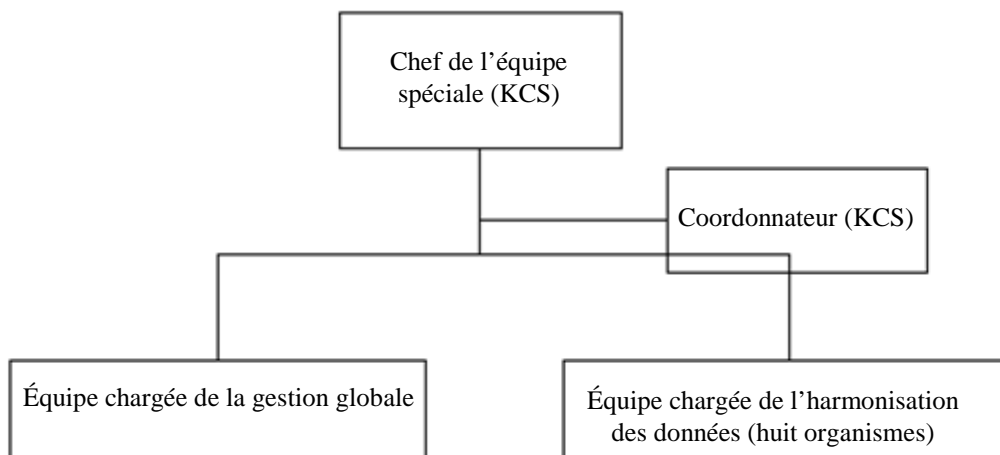 Chef de l’équipe
spéciale (KCS)
Coordonnateur (KCS)
Équipe chargée de la gestion globale
Équipe chargée de l’harmonisation
des données (huit organismes)